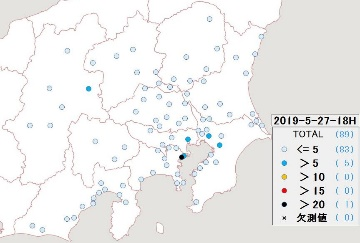 2019-5-27-18H
TOTAL (89)
<= 5 (83)
> 5 (5)
> 10 (0)
> 15 (0)
> 20 (1)
× 欠測値 (0)